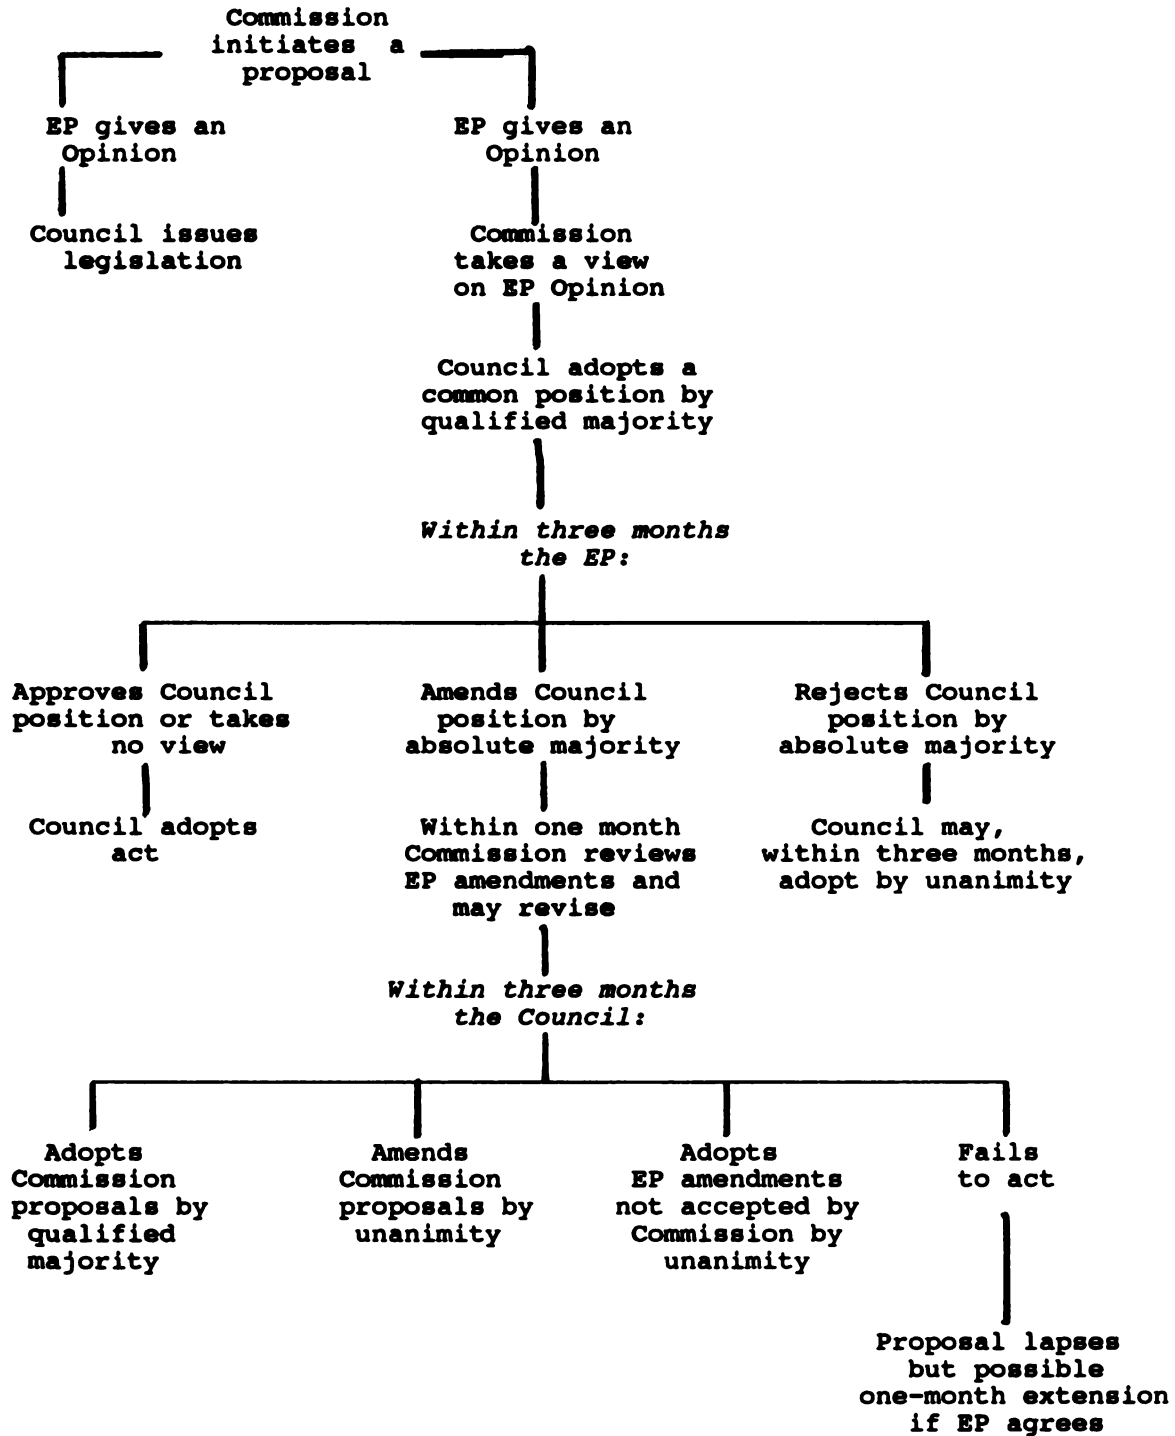 Commission
initiates a
proposal
EP gives an
Opinion
Council issues
legislation
EP gives an
Opinion
Commission
takes a view
on EP Opinion
Council adopts a
common position by
qualified majority
Within three months
the EP:
Approves Council
position or takes
no view
Council adopts
act
Amends Council
position by
absolute majority
Within one month
Commission reviews
EP amendments and
may revise
Rejects Council
position by
absolute majority
Council may,
within three months,
adopt by unanimity
Within three months
the Council:
Adopts
Commission
proposals by
qualified
majority
Amends
Commission
proposals by
unanimity
Adopts
EP amendments
not accepted by
Commission by
unanimity
Fails
to act
Proposal lapses
but possible
one-month extension
if EP agrees